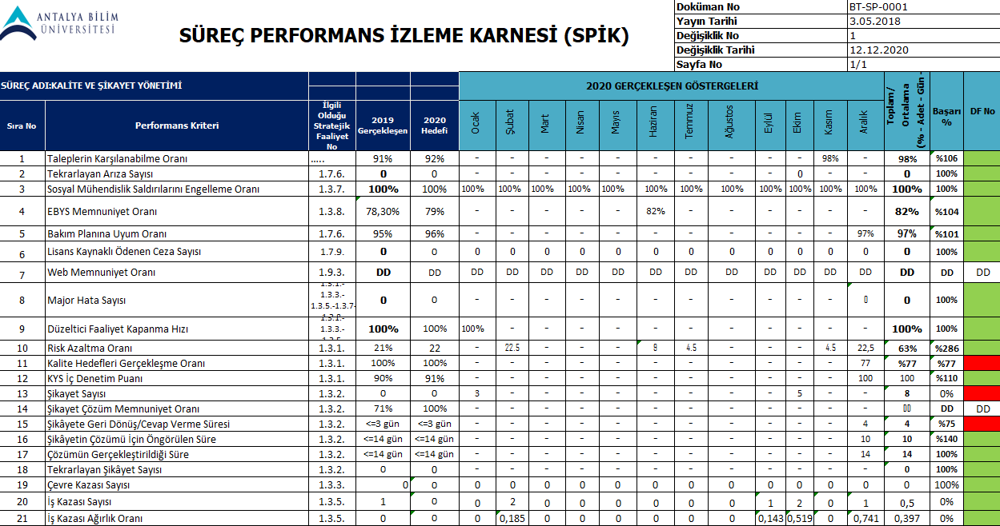 ANTALYA BİLİM
ÜNİVERSİTESİ
SÜREÇ PERFORMANS İZLEME KARNESİ (SPİK)
Doküman No BT-SP-0001
Yayın Tarihi 3.05.2018
Değişiklik No 1
Değişiklik Tarihi 12.12.2020
Sayfa No 1/1
SÜREÇ ADI:KALİTE VE ŞİKAYET YÖNETİMİ
2020 GERÇEKLEŞEN GÖSTERGELERİ
Sıra No
Performans Kriteri
İlgili
Olduğu
Stratejik
Faaliyet
No
2019
Gerçekleşen
2020
Hedefi
Ocak
Şubat
Mart
Nisan
Mayıs
Haziran
Temmuz
Ağustos
Eylül
Ekim
Kasım
Aralık
Toplam/
Ortalama
(% - Adet - Gün -
Başarı
%
DF No
1 Taleplerin Karşılanabilme Oranı ..... 91% 92% - - - - - - - - - - 98% - 98% %106
2 Tekrarlayan Arıza Sayısı 1.7.6. 0 0 - - - - - - - - - 0 - - 0 100%
3 Sosyal Mühendislik Saldırılarını Engelleme Oranı 1.3.7. 100% 100% 100% 100% 100% 100% 100% 100% 100% 100% 100% 100% 100% 100% 100% 100%
4 EBYS Memnuniyet Oranı 1.3.8. 78,30% 79% - - - - - 82% - - - - - - 82% %104
5 Bakım Planına Uyum Oranı 1.7.6. 95% 96% - - - - - - - - - - - 97% 97% %101
6 Lisans Kaynaklı Ödenen Ceza Sayısı 1.7.9. 0 0 0 0 0 0 0 0 0 0 0 0 0 0 0 100%
7 Web Memnuniyet Oranı 1.9.3. DD DD DD DD DD DD DD DD DD DD DD DD DD DD DD DD DD
8 Major Hata Sayısı 1.3.1.- 1.3.3.- 1.3.5.-1.3.7- 0 0 - - - - - - - - - - - 0 0 100%
9 Düzeltici Faaliyet Kapanma Hızı 1.3.3.- 100% 100% 100% - - - - - - - - - - - 100% 100%
10 Risk Azaltma Oranı 1.3.1. 21% 22 - 22.5 - - - 9 4.5 - - - 4.5 22,5 63% %286
11 Kalite Hedefleri Gerçekleşme Oranı 1.3.1. 100% 100% - - - - - - - - - - - 77 %77 %77
12 KYS İç Denetim Puanı 1.3.1. 90% 91% - - - - - - - - - - - 100 100 %110
13 Şikayet Sayısı 1.3.2. 0 0 3 - - - - - - - - 5 - - 8 0%
14 Şikayet Çözüm Memnuniyet Oranı 1.3.2. 71% 100% - - - - - - - - - - - - DD DD DD
15 Şikâyete Geri Dönüş/Cevap Verme Süresi 1.3.2. <=3 gün <=3 gün - - - - - - - - - - - 4 4 %75
16 Şikâyetin Çözümü İçin Öngörülen Süre 1.3.2. <=14 gün <=14 gün - - - - - - - - - - - 10 10 %140
17 Çözümün Gerçekleştirildiği Süre 1.3.2. <=14 gün <=14 gün - - - - - - - - - - - 14 14 100%
18 Tekrarlayan Şikâyet Sayısı 1.3.2. 0 0 - - - - - - - - - - - - 0 100%
19 Çevre Kazası Sayısı 1.3.3. 0 0 0 0 0 0 0 0 0 0 0 0 0 0 0 100%
20 İş Kazası Sayısı 1.3.5. 1 0 0 2 0 0 0 0 0 0 1 2 0 1 0,5 0%
21 İş Kazası Ağırlık Oranı 1.3.5. 0 0 0 0,185 0 0 0 0 0 0 0,143 0,519 0 0,741 0,397 0%